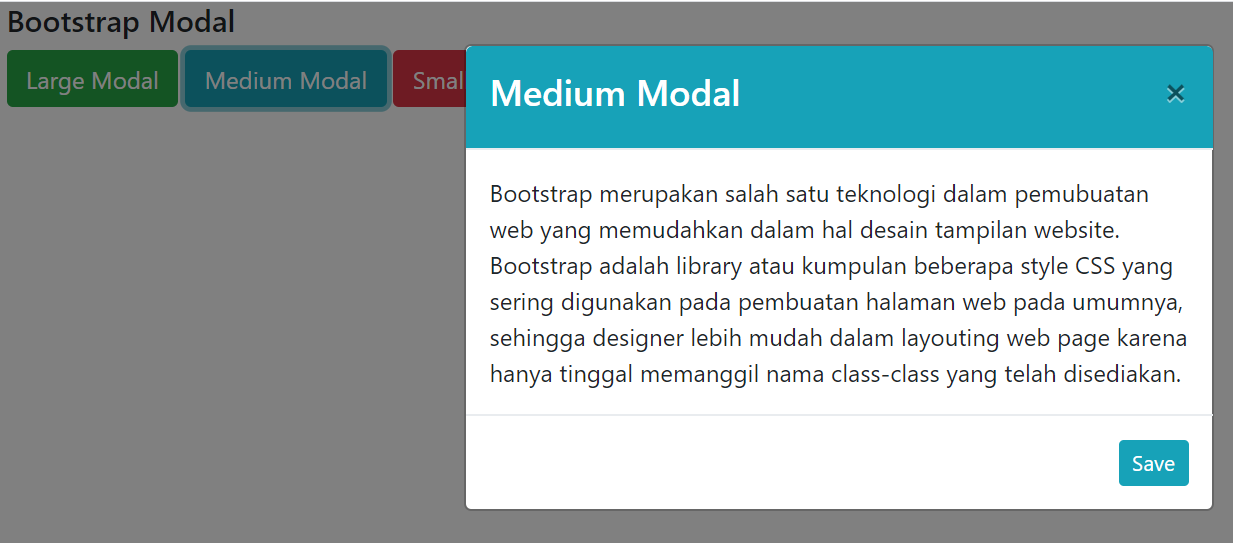 Bootstrap Modal
Large Modal
Medium Modal
Smal
Medium Modal
×
Bootstrap merupakan salah satu teknologi dalam pemubuatan
web yang memudahkan dalam hal desain tampilan website.
Bootstrap adalah library atau kumpulan beberapa style CSS yang
sering digunakan pada pembuatan halaman web pada umumnya,
sehingga designer lebih mudah dalam layouting web page karena
hanya tinggal memanggil nama class-class yang telah disediakan.
Save